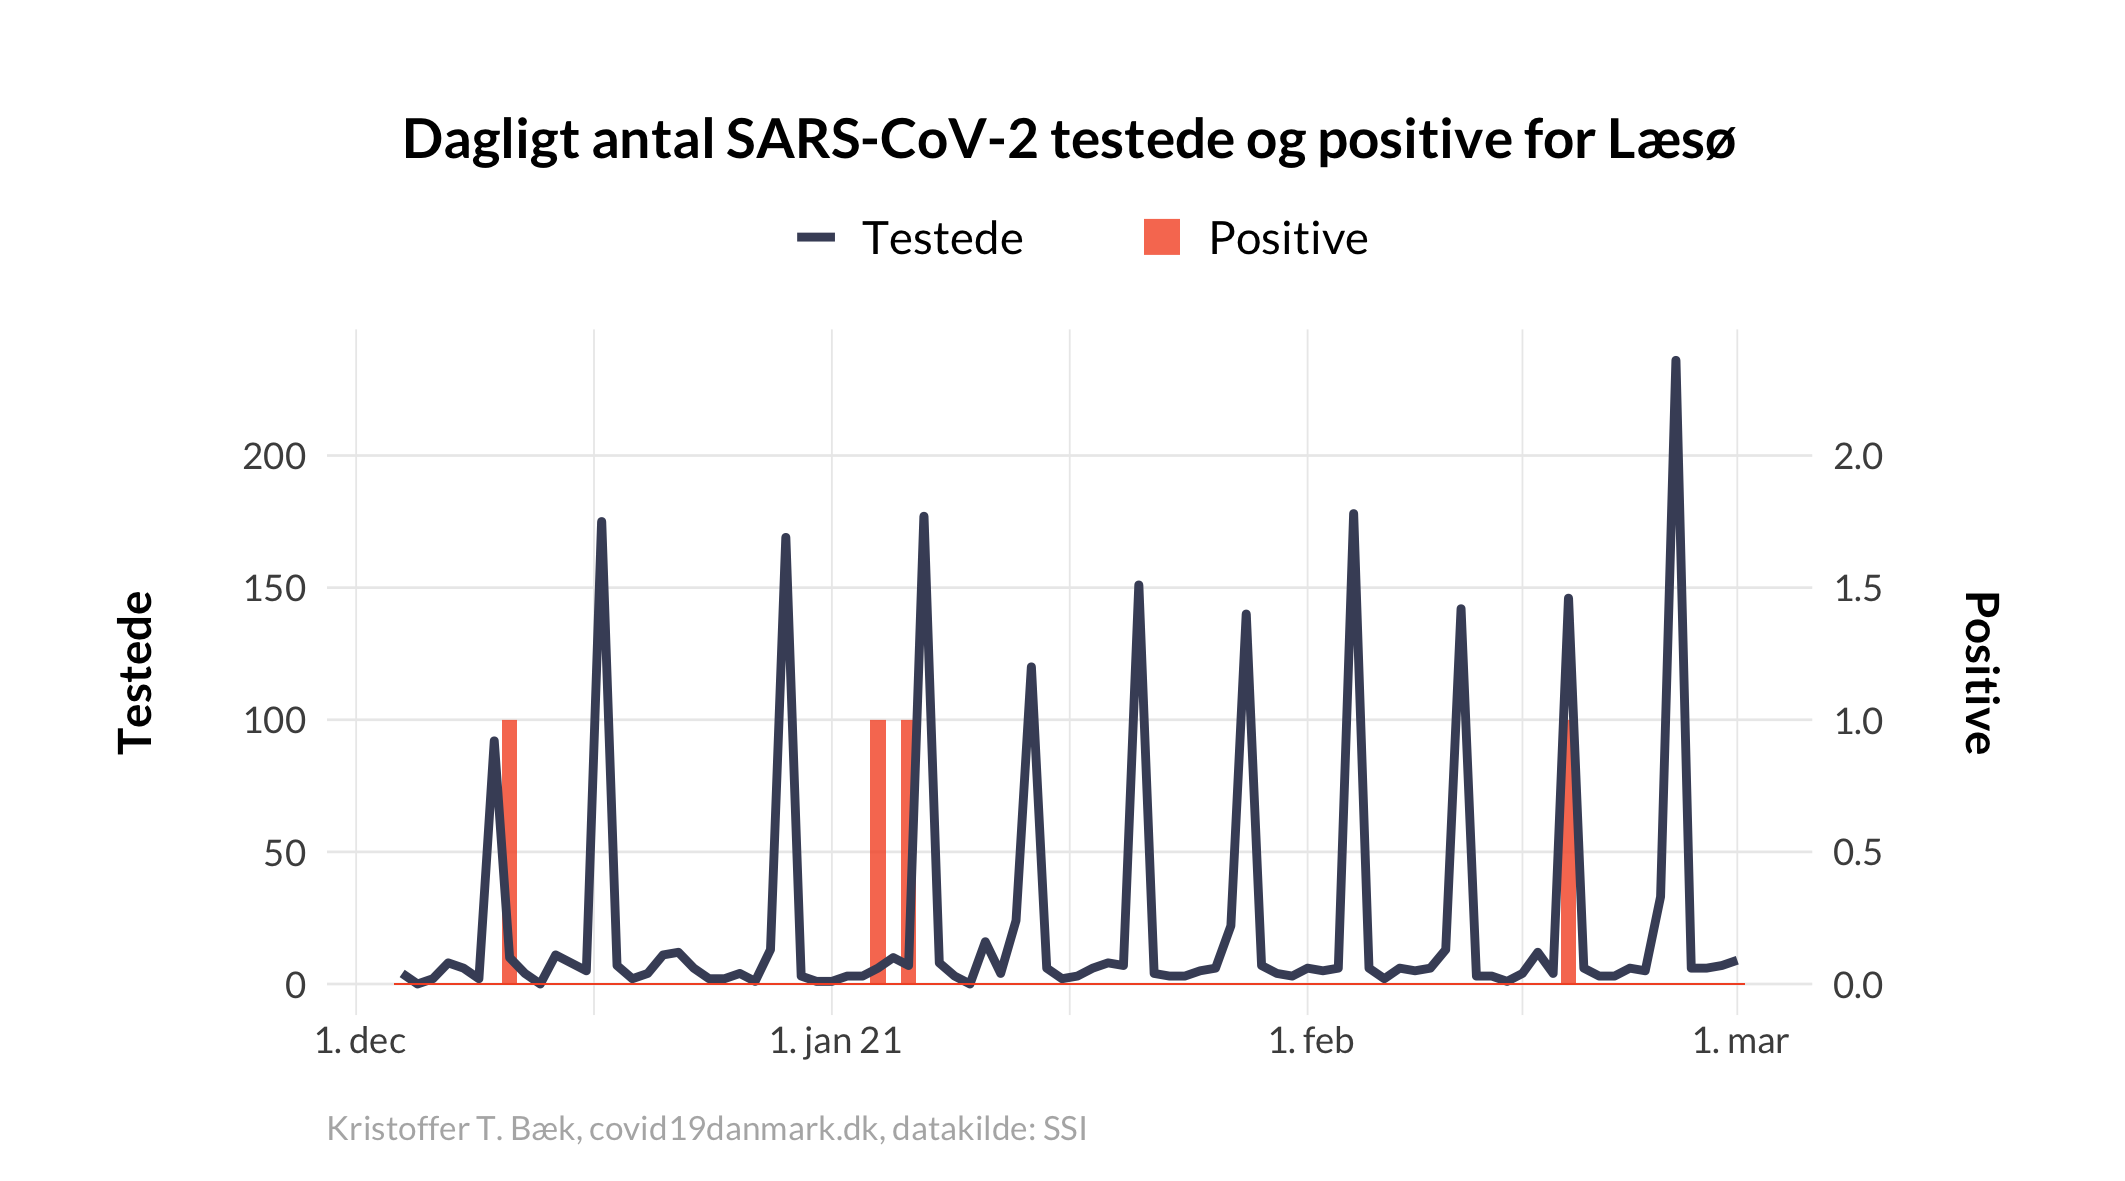 Dagligt antal SARS-CoV-2 testede og positive for Læsø
Testede
Positive
Testede
200
150
100
50
0
2.0
1.5
1.0
0.5
0.0
Positive
1. dec
1. jan 21
1. feb
1. mar
Kristoffer T. Bæk, covid19danmark.dk, datakilde: SSI